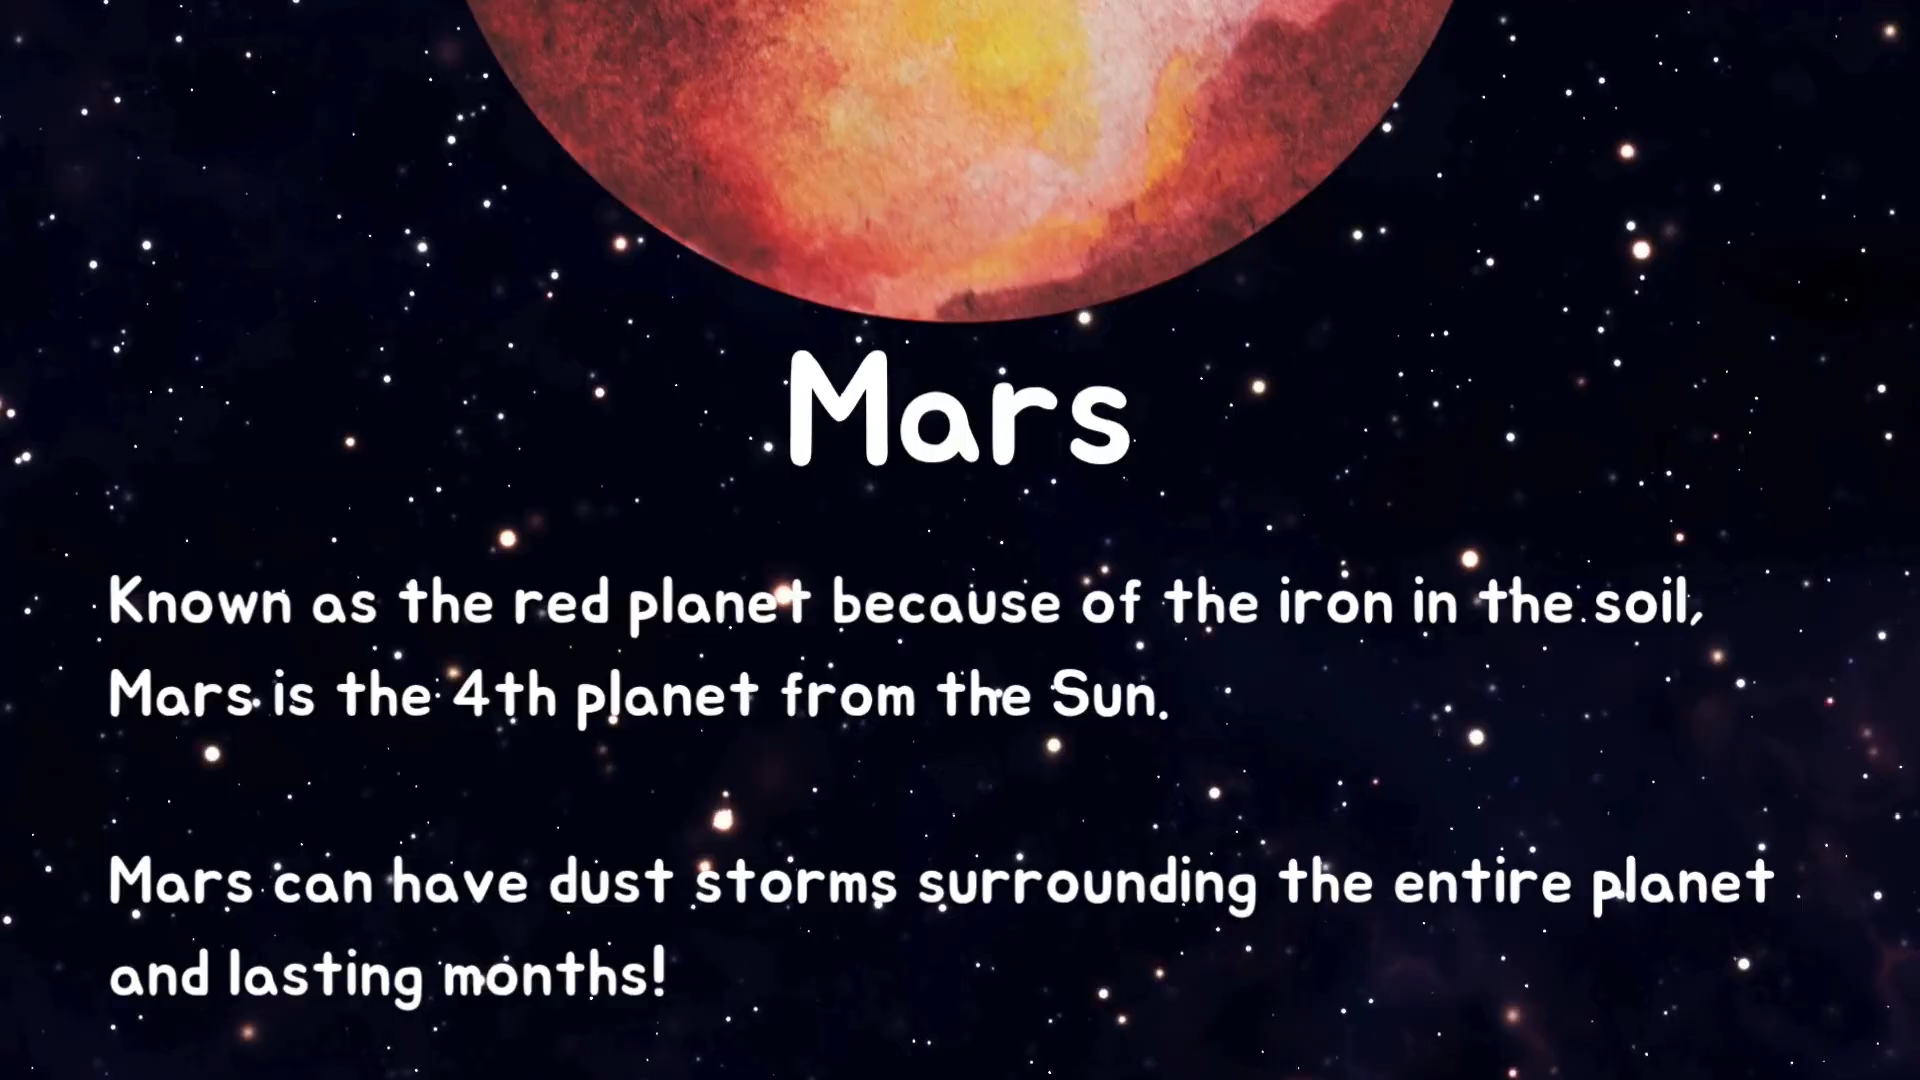 Mars
Known as the red planet because of the iron in the soil,
Mars is the 4th planet from the Sun.
Mars can have dust storms surrounding the entire planet
and lasting months!